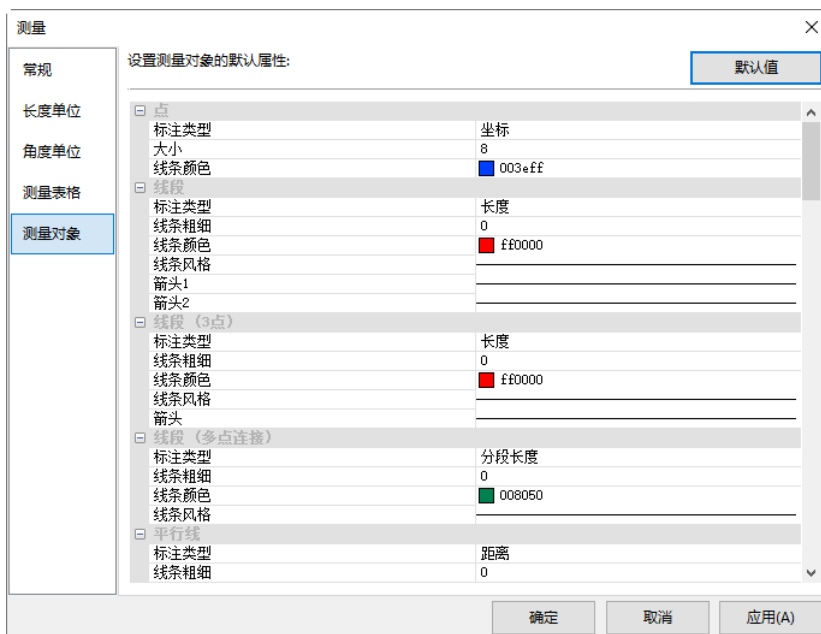 测量
常规
长度单位
角度单位
测量表格
测量对象
设置测量对象的默认属性:
默认值
点
标注类型 坐标
大小 8
线条颜色 003eff
线段
标注类型 长度
线条粗细 0
线条颜色 ff0000
线条风格
箭头1
箭头2
线段 (3点)
标注类型 长度
线条粗细 0
线条颜色 ff0000
线条风格
箭头
线段 (多点连接)
标注类型 分段长度
线条粗细 0
线条颜色 008050
线条风格
平行线
标注类型 距离
线条粗细 0
确定 取消 应用(A)